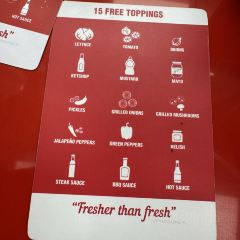 HOT SAUCE
sh"
15 FREE TOPPINGS
LETTUCE TOMATO ONIONS
KETCHUP MUSTARD MAYO
PICKLES GRILLED ONIONS GRILLED MUSHROOMS
JALAPEÑO PEPPERS GREEN PEPPERS RELISH
STEAK SAUCE BBQ SAUCE HOT SAUCE
"Fresher than fresh"